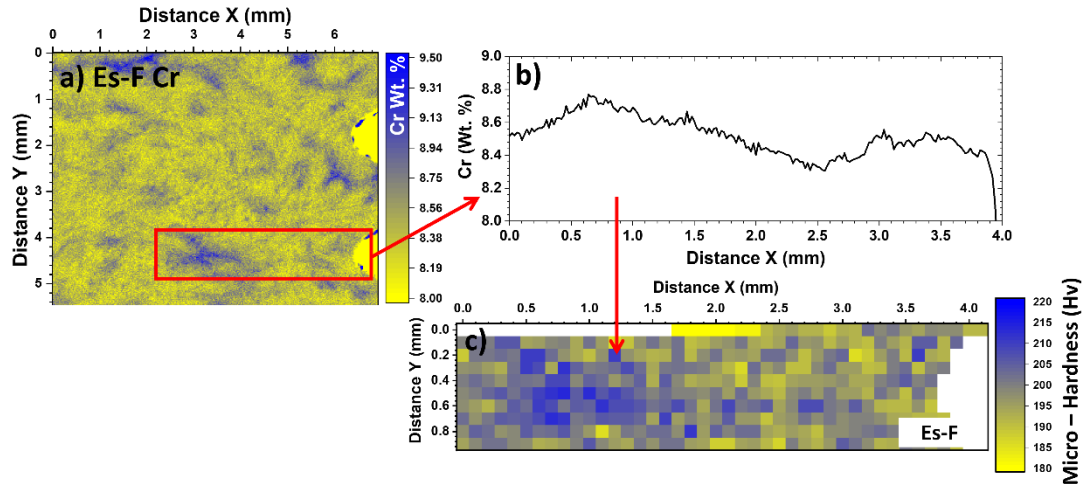 Distance X (mm)
0 1 2 3 4 5 6
Distance Y (mm)
0
1
2
3
4
5
a) Es-F Cr
Cr Wt. %
9.50
9.31
9.13
8.94
8.75
8.56
8.38
8.19
8.00
b)
Cr (Wt. %)
9.0
8.8
8.6
8.4
8.2
8.0
0.0 0.5 1.0 1.5 2.0 2.5 3.0 3.5 4.0
Distance X (mm)
Distance X (mm)
0.0 0.5 1.0 1.5 2.0 2.5 3.0 3.5 4.0
Distance Y (mm)
0.0
0.2
0.4
0.6
0.8
c)
Es-F
220
215
210
205
200
195
190
185
180
Micro – Hardness (Hv)